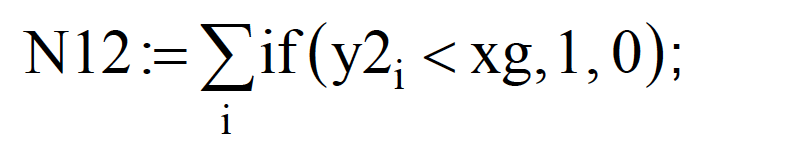 N12:=∑if(y2ᵢ < xg, 1, 0);
i